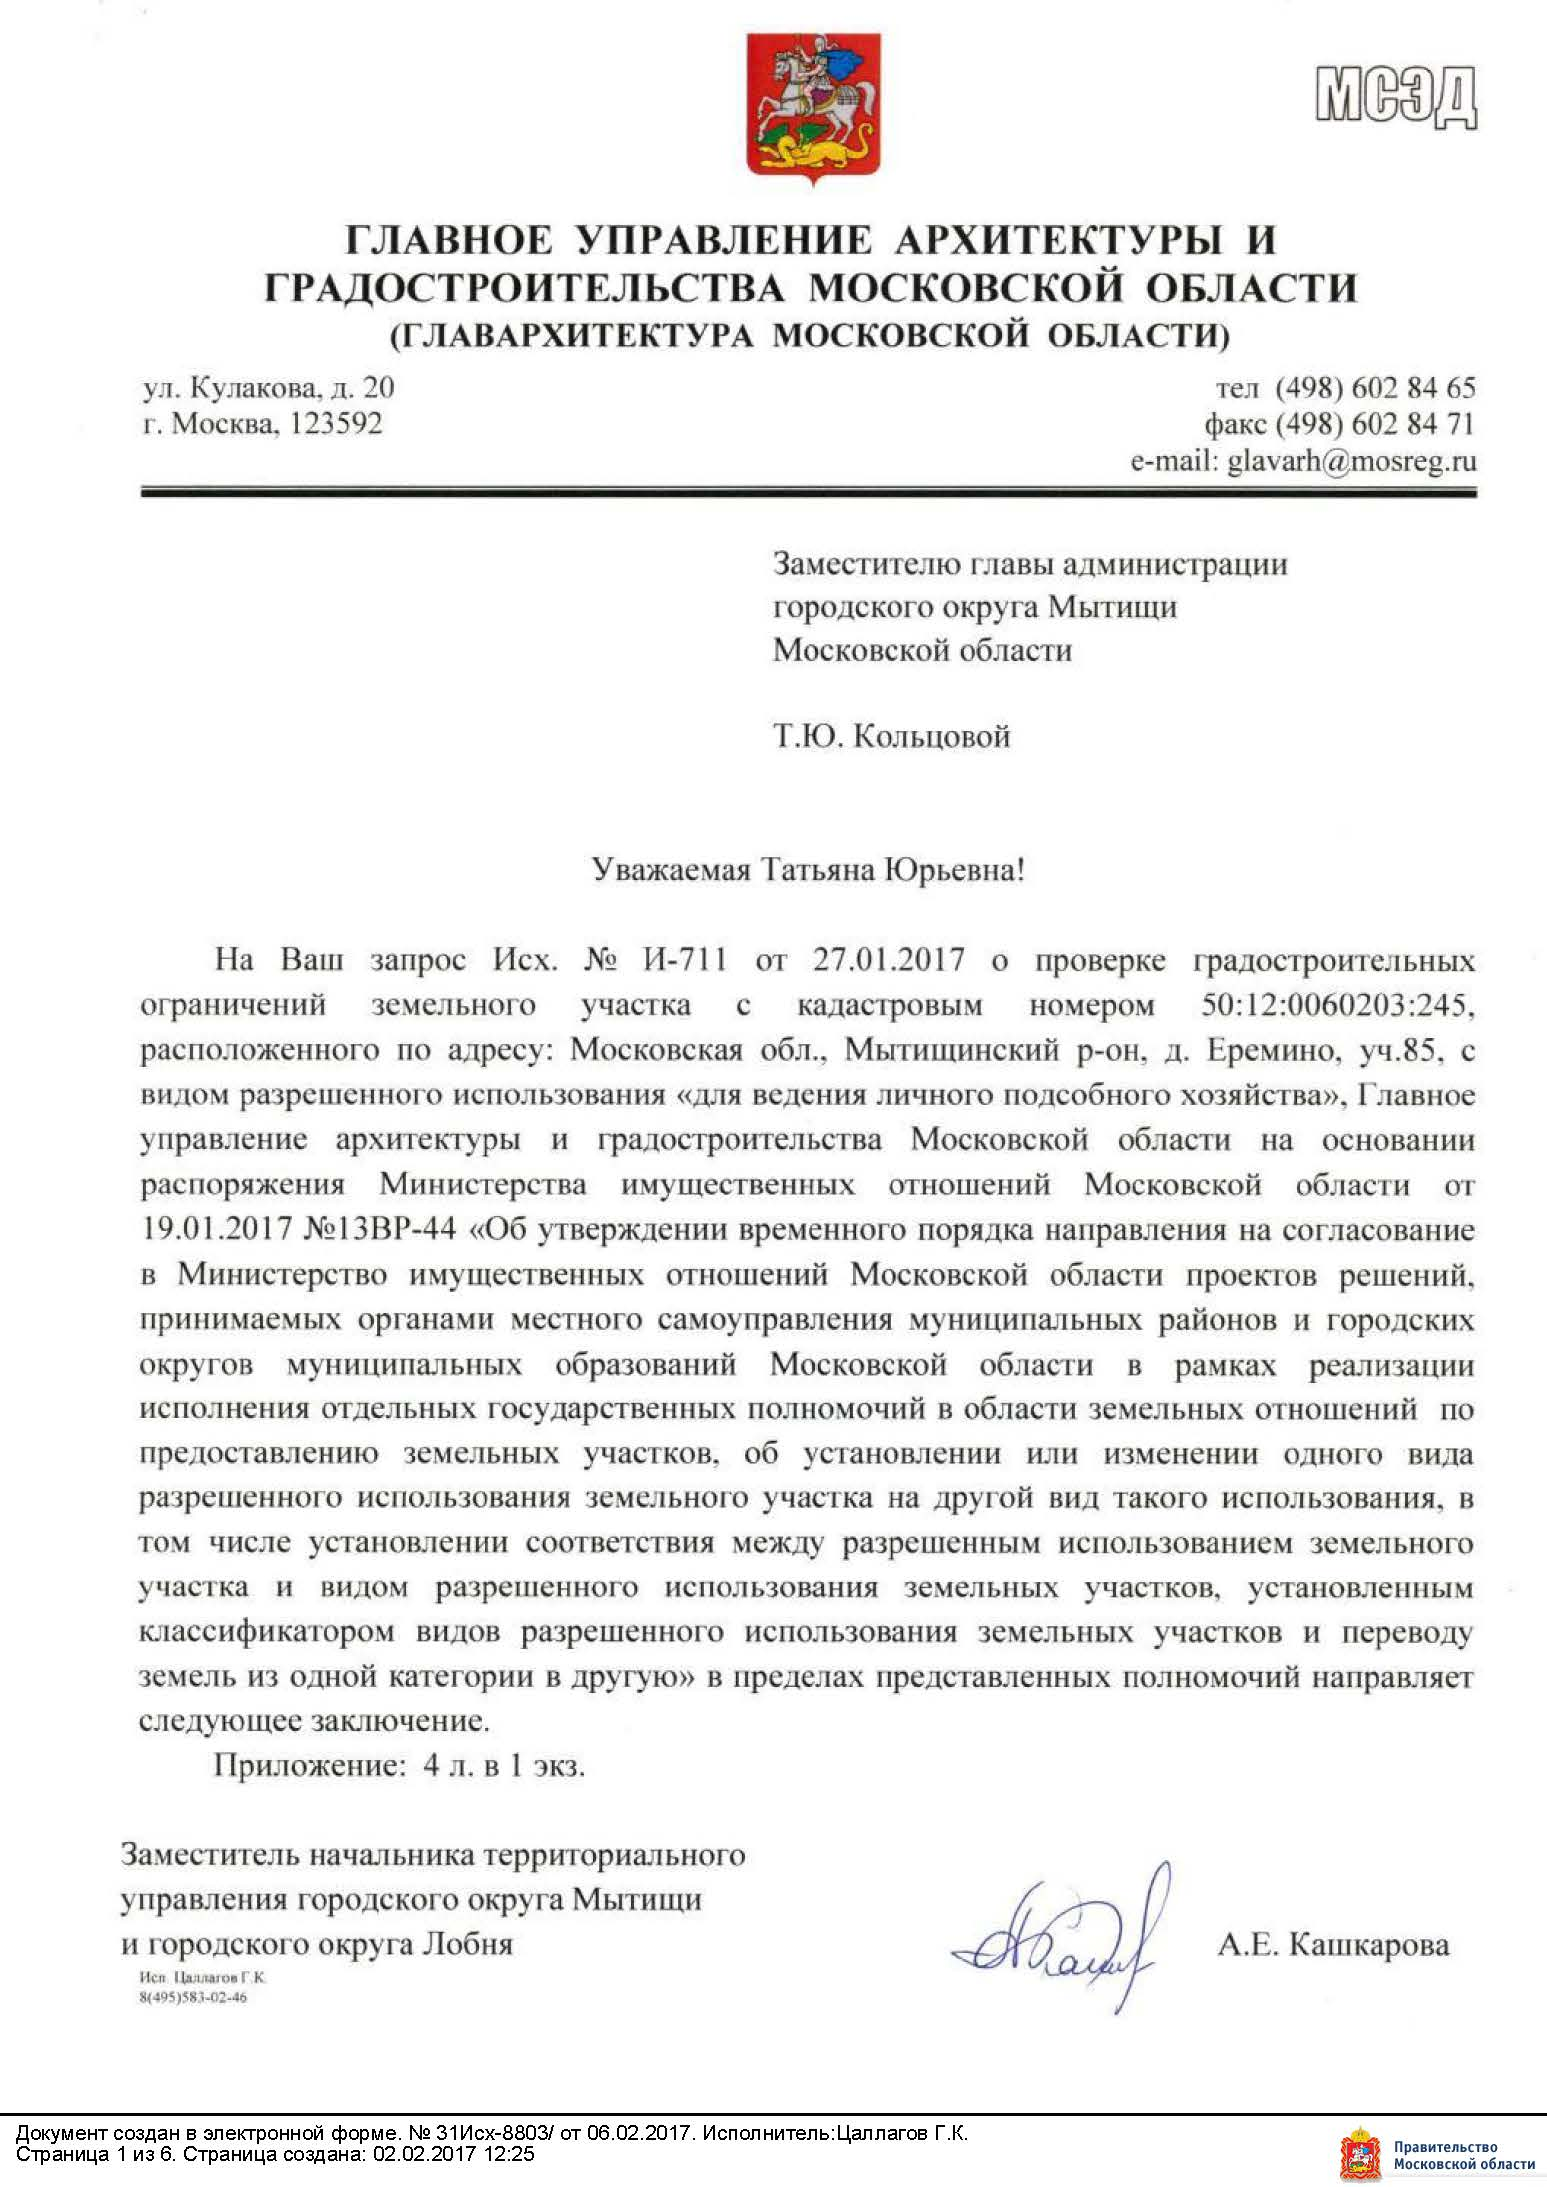 МСЭД
ГЛАВНОЕ УПРАВЛЕНИЕ АРХИТЕКТУРЫ И
ГРАДОСТРОИТЕЛЬСТВА МОСКОВСКОЙ ОБЛАСТИ
(ГЛАВАРХИТЕКТУРА МОСКОВСКОЙ ОБЛАСТИ)
ул. Кулакова, д. 20
г. Москва, 123592
тел (498) 602 84 65
факс (498) 602 84 71
e-mail: glavarh@mosreg.ru
Заместителю главы администрации
городского округа Мытищи
Московской области
Т.Ю. Кольцовой
Уважаемая Татьяна Юрьевна!
На Ваш запрос Исх. № И-711 от 27.01.2017 о проверке градостроительных
ограничений земельного участка с кадастровым номером 50:12:0060203:245,
расположенного по адресу: Московская обл., Мытищинский р-он, д. Еремино, уч.85, с
видом разрешенного использования «для ведения личного подсобного хозяйства», Главное
управление архитектуры и градостроительства Московской области на основании
распоряжения Министерства имущественных отношений Московской области от
19.01.2017 №13ВР-44 «Об утверждении временного порядка направления на согласование
в Министерство имущественных отношений Московской области проектов решений,
принимаемых органами местного самоуправления муниципальных районов и городских
округов муниципальных образований Московской области в рамках реализации
исполнения отдельных государственных полномочий в области земельных отношений по
предоставлению земельных участков, об установлении или изменении одного вида
разрешенного использования земельного участка на другой вид такого использования, в
том числе установлении соответствия между разрешенным использованием земельного
участка и видом разрешенного использования земельных участков, установленным
классификатором видов разрешенного использования земельных участков и переводу
земель из одной категории в другую» в пределах представленных полномочий направляет
следующее заключение.
Приложение: 4 л. в 1 экз.
Заместитель начальника территориального
управления городского округа Мытищи
и городского округа Лобня
А.Е. Кашкарова
Исп. Цаллагов Г.К.
8(495)583-02-46
Документ создан в электронной форме. № 31Исх-8803/ от 06.02.2017. Исполнитель:Цаллагов Г.К.
Страница 1 из 6. Страница создана: 02.02.2017 12:25
Правительство
Московской области